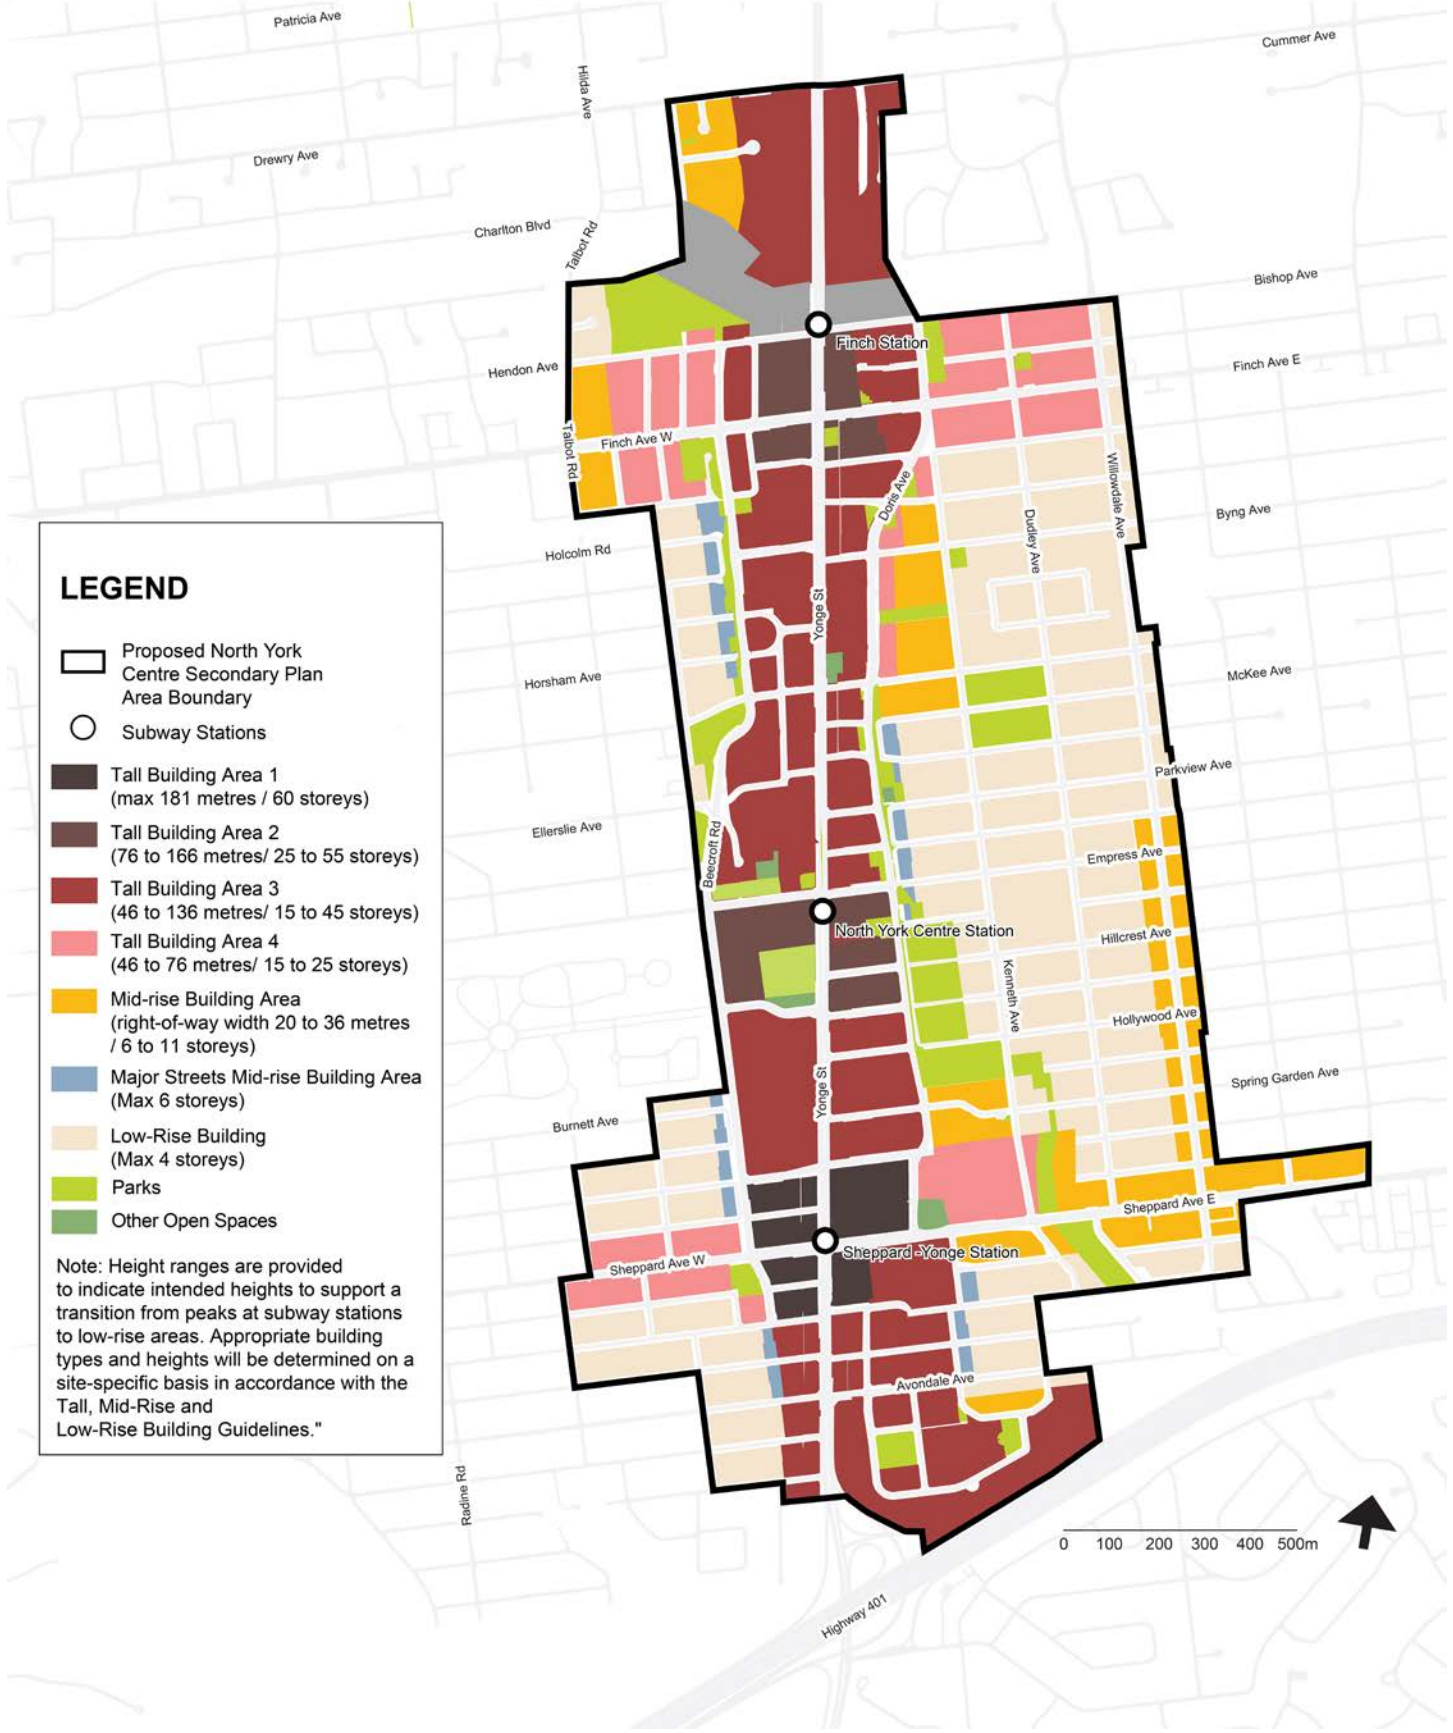 Patricia Ave
Cummer Ave
Hilda Ave
Drewry Ave
Charlton Blvd
Talbot Rd
Bishop Ave
Finch Station
Hendon Ave
Finch Ave E
Talbot Rd
Finch Ave W
Willowdale Ave
Doris Ave
Dudley Ave
Byng Ave
Holcolm Rd
Yonge St
McKee Ave
Horsham Ave
Parkview Ave
Ellerslie Ave
Beecroft Rd
Empress Ave
North York Centre Station
Hillcrest Ave
Kenneth Ave
Hollywood Ave
Yonge St
Spring Garden Ave
Burnett Ave
Sheppard Ave E
Sheppard -Yonge Station
Sheppard Ave W
Avondale Ave
Radine Rd
Highway 401
0 100 200 300 400 500m
LEGEND
Proposed North York
Centre Secondary Plan
Area Boundary
Subway Stations
Tall Building Area 1
(max 181 metres / 60 storeys)
Tall Building Area 2
(76 to 166 metres/ 25 to 55 storeys)
Tall Building Area 3
(46 to 136 metres/ 15 to 45 storeys)
Tall Building Area 4
(46 to 76 metres/ 15 to 25 storeys)
Mid-rise Building Area
(right-of-way width 20 to 36 metres
/ 6 to 11 storeys)
Major Streets Mid-rise Building Area
(Max 6 storeys)
Low-Rise Building
(Max 4 storeys)
Parks
Other Open Spaces
Note: Height ranges are provided
to indicate intended heights to support a
transition from peaks at subway stations
to low-rise areas. Appropriate building
types and heights will be determined on a
site-specific basis in accordance with the
Tall, Mid-Rise and
Low-Rise Building Guidelines."